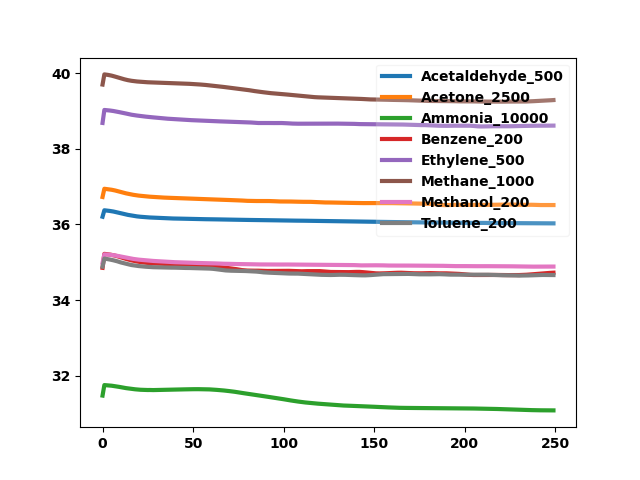 40
38
36
34
32
0 50 100 150 200 250
Acetaldehyde_500
Acetone_2500
Ammonia_10000
Benzene_200
Ethylene_500
Methane_1000
Methanol_200
Toluene_200